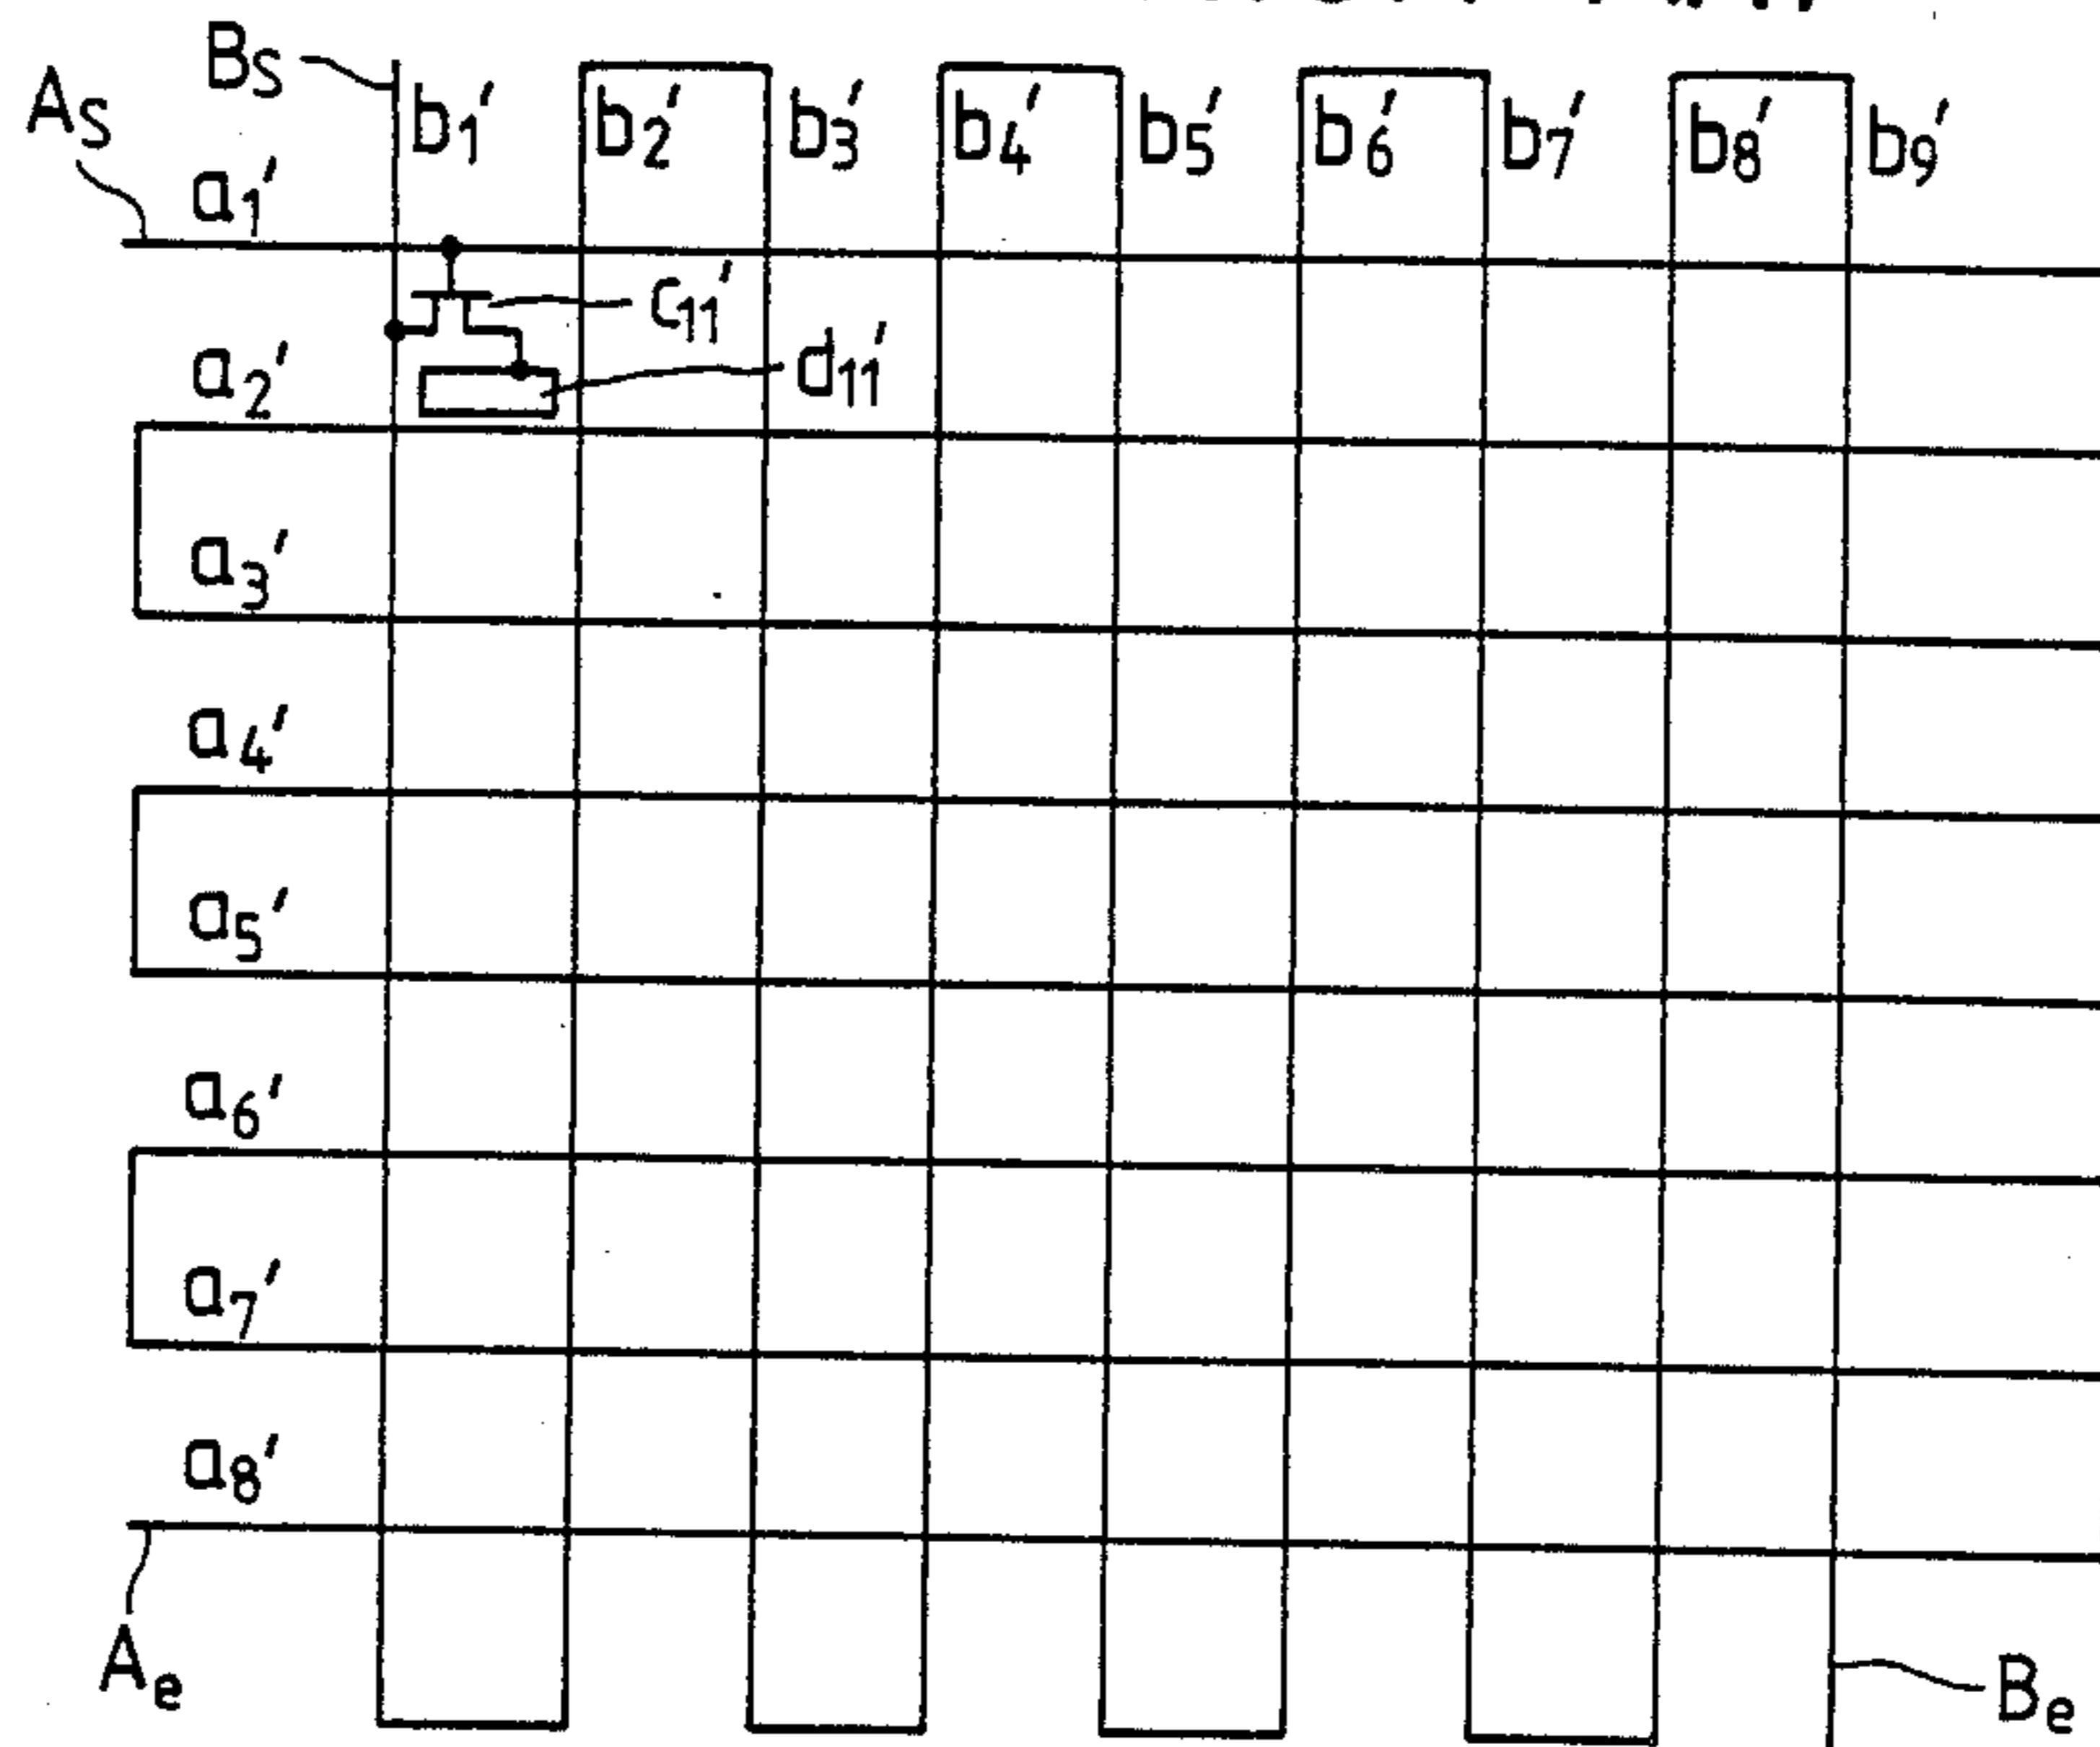 Bs
As
b1' b2' b3' b4' b5' b6' b7' b8' b9'
a1'
c11'
d11'
a2'
a3'
a4'
a5'
a6'
a7'
a8'
Ae
Be